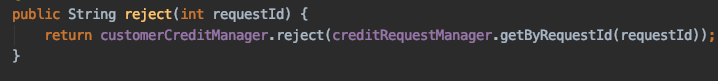 public String reject(int requestId) {
    return customerCreditManager.reject(creditRequestManager.getByRequestId(requestId));
}